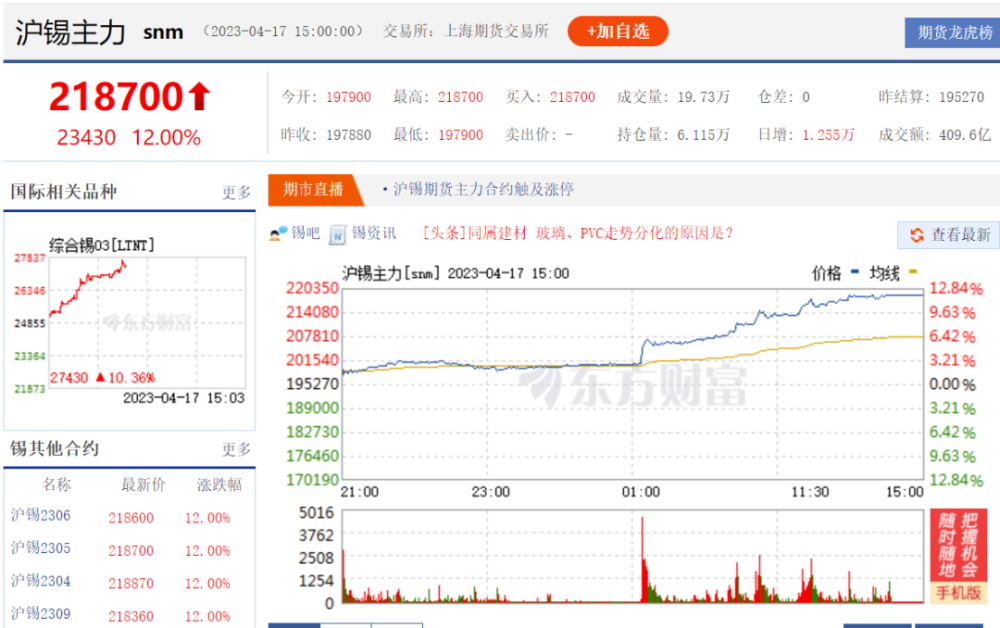 沪锡主力 snm （2023-04-17 15:00:00） 交易所： 上海期货交易所 +加自选 期货龙虎榜
218700
23430 12.00%
今开： 197900 最高： 218700 买入： 218700 成交量： 19.73万 仓差： 0 昨结算： 195270
昨收： 197880 最低： 197900 卖出价： - 持仓量： 6.115万 日增： 1.255万 成交额： 409.6亿
国际相关品种 更多
综合锡03[LTNT]
27837
26346
24855
23364
21873
东方财富
27430 ▲10.36%
2023-04-17 15:03
锡其他合约 更多
名称 最新价 涨跌幅
沪锡2306 218600 12.00%
沪锡2305 218700 12.00%
沪锡2304 218870 12.00%
沪锡2309 218360 12.00%
期市直播 • 沪锡期货主力合约触及涨停
锡吧 锡资讯 [头条]同属建材 玻璃、PVC走势分化的原因是？ 查看最新
沪锡主力[snm] 2023-04-17 15:00 价格 均线
220350 12.84%
214080 9.63%
207810 6.42%
201540 3.21%
195270 0.00%
189000 3.21%
182730 6.42%
176460 9.63%
170190 12.84%
东方财富
21:00 23:00 01:00 11:30 15:00
5016
3762
2508
1254
0
把握机会
随时随地
手机版